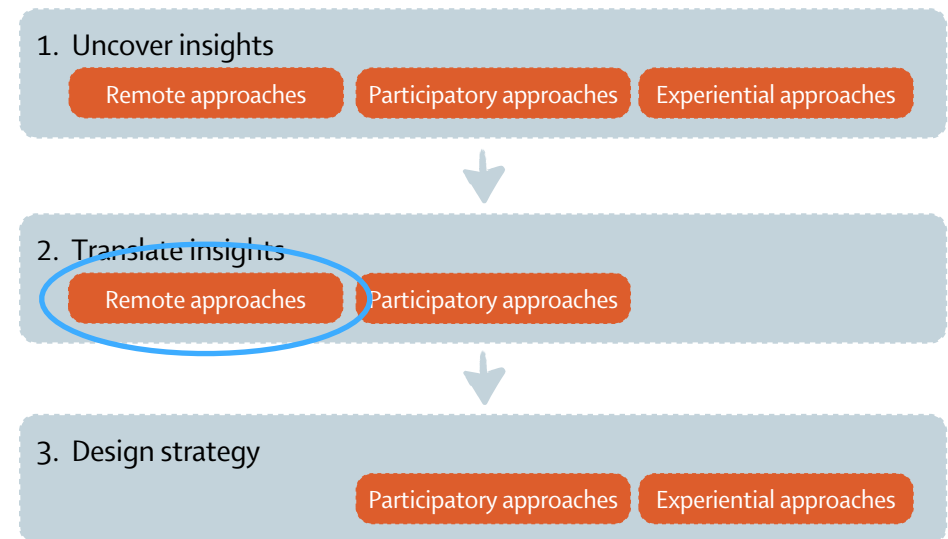 1. Uncover insights
Remote approaches Participatory approaches Experiential approaches
2. Translate insights
Remote approaches Participatory approaches
3. Design strategy
Participatory approaches Experiential approaches